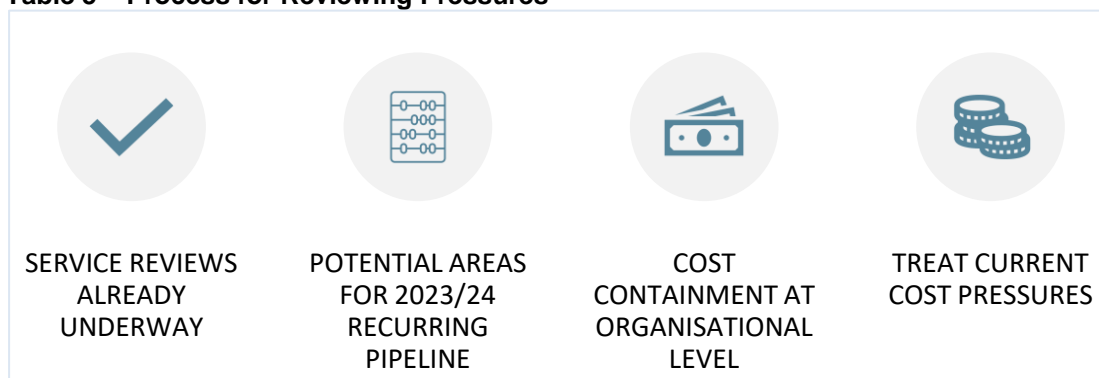 Table – Process for Reviewing Pressures
SERVICE REVIEWS
ALREADY
UNDERWAY
POTENTIAL AREAS
FOR 2023/24
RECURRING
PIPELINE
COST
CONTAINMENT AT
ORGANISATIONAL
LEVEL
TREAT CURRENT
COST PRESSURES